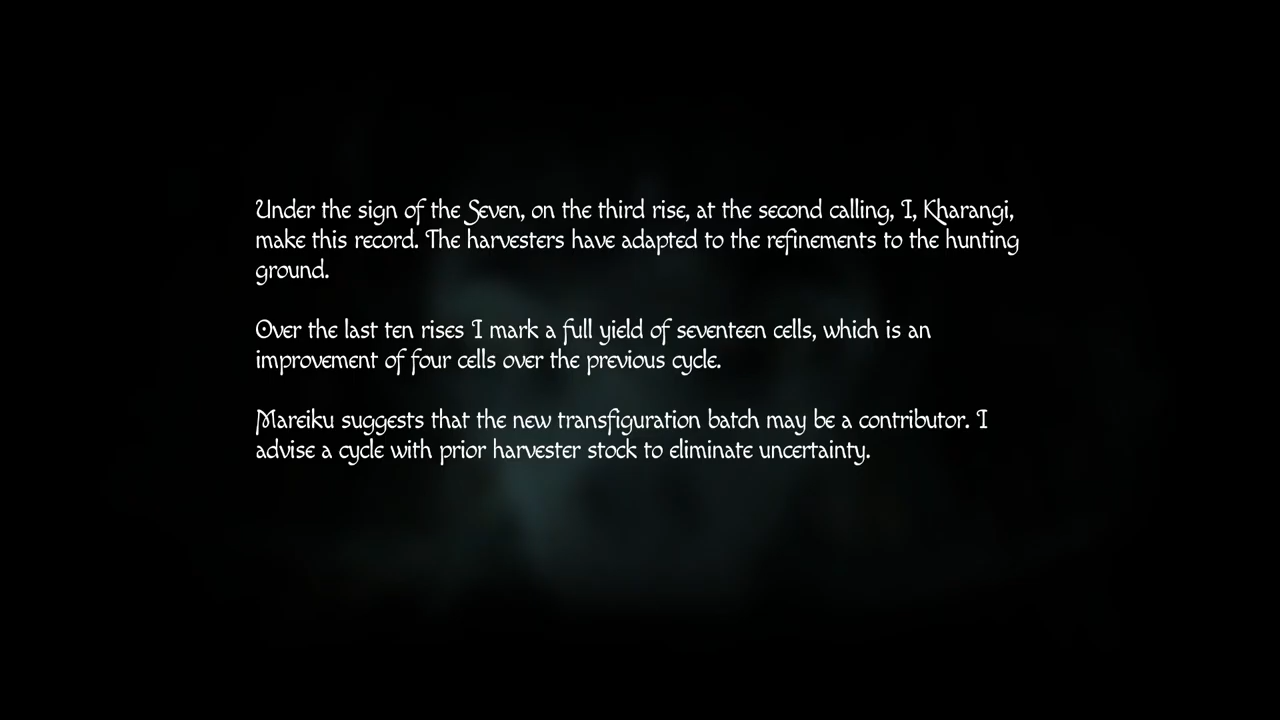 Under the sign of the Seven, on the third rise, at the second calling, I, Kharangi,
make this record. The harvesters have adapted to the refinements to the hunting
ground.
Over the last ten rises I mark a full yield of seventeen cells, which is an
improvement of four cells over the previous cycle.
Mareiku suggests that the new transfiguration batch may be a contributor. I
advise a cycle with prior harvester stock to eliminate uncertainty.